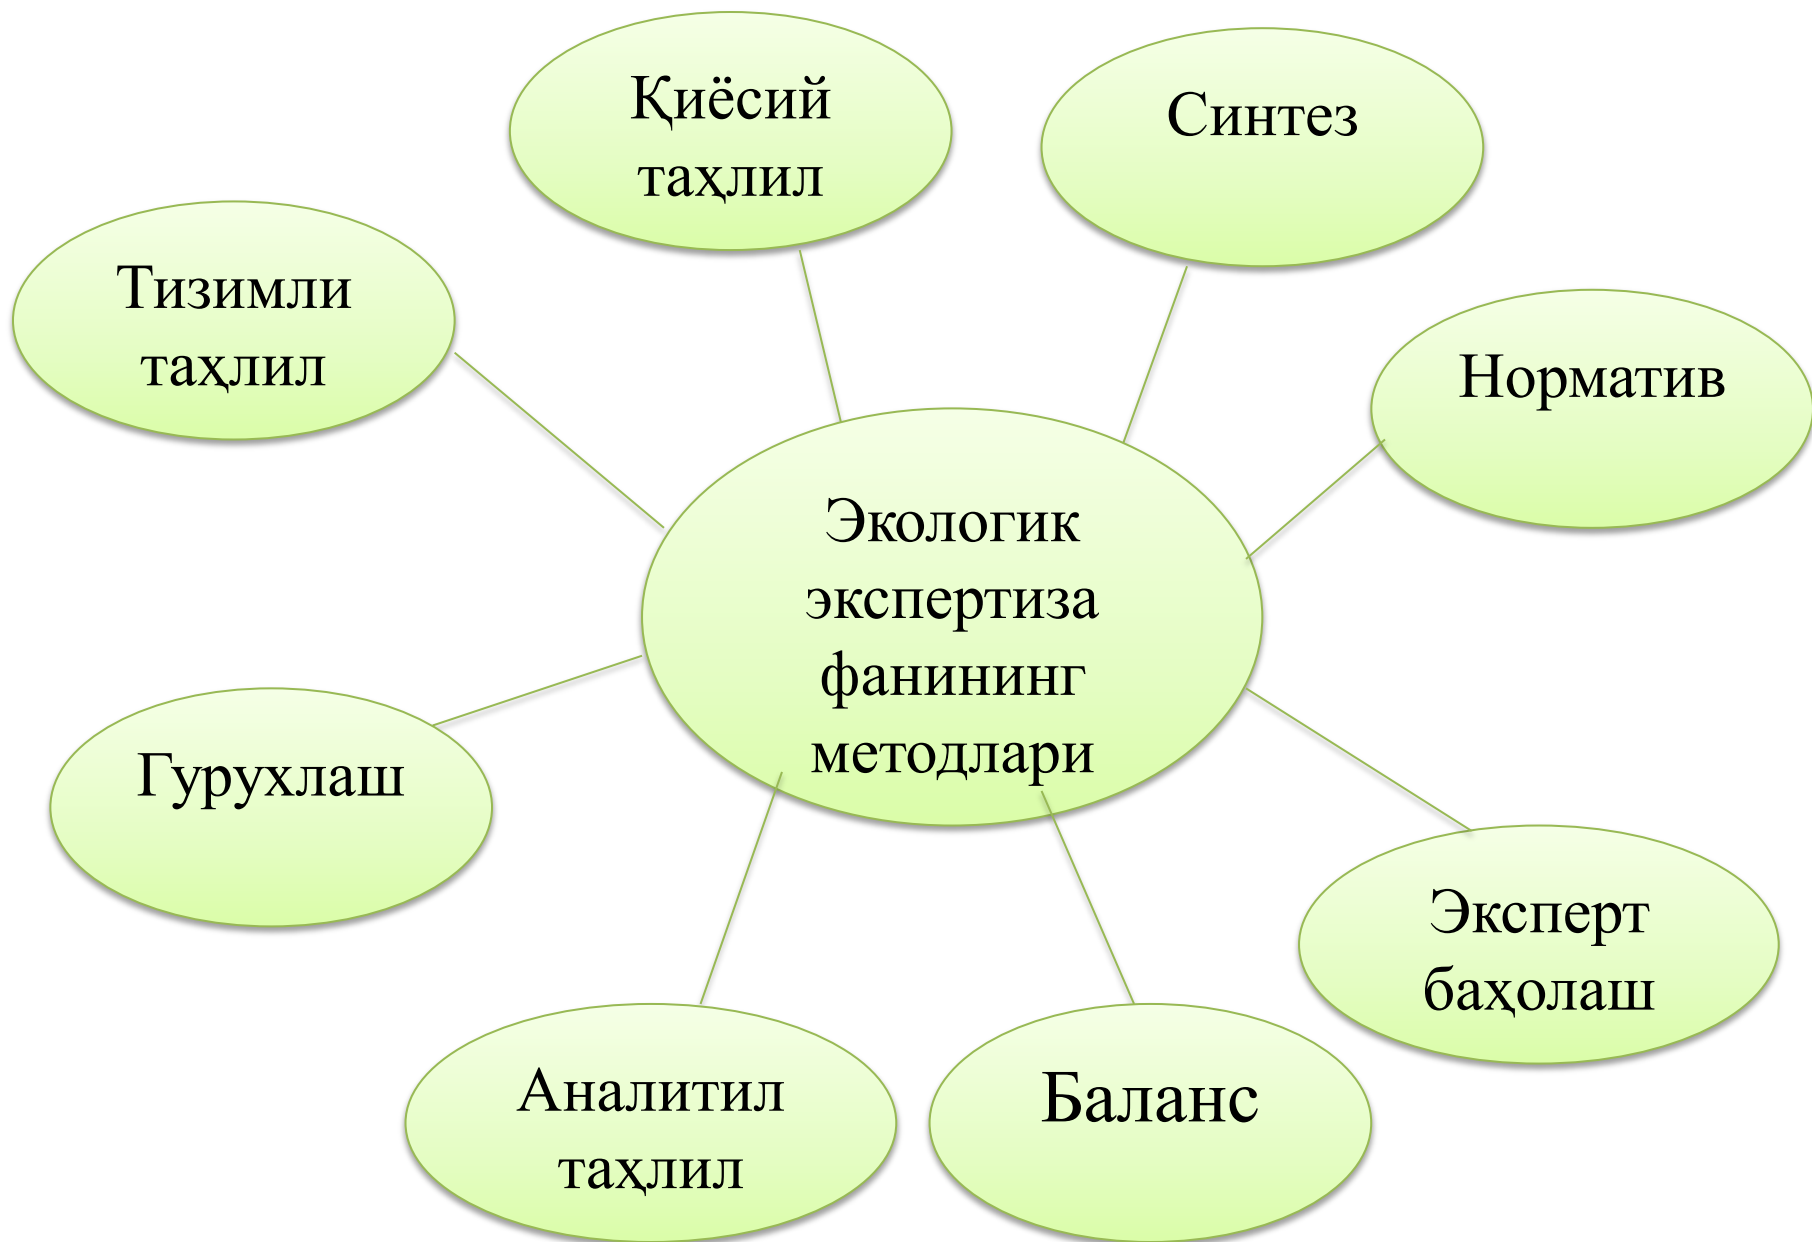 Қиёсий
таҳлил
Синтез
Тизимли
таҳлил
Норматив
Экологик
экспертиза
фанининг
методлари
Гурухлаш
Эксперт
баҳолаш
Аналитил
таҳлил
Баланс